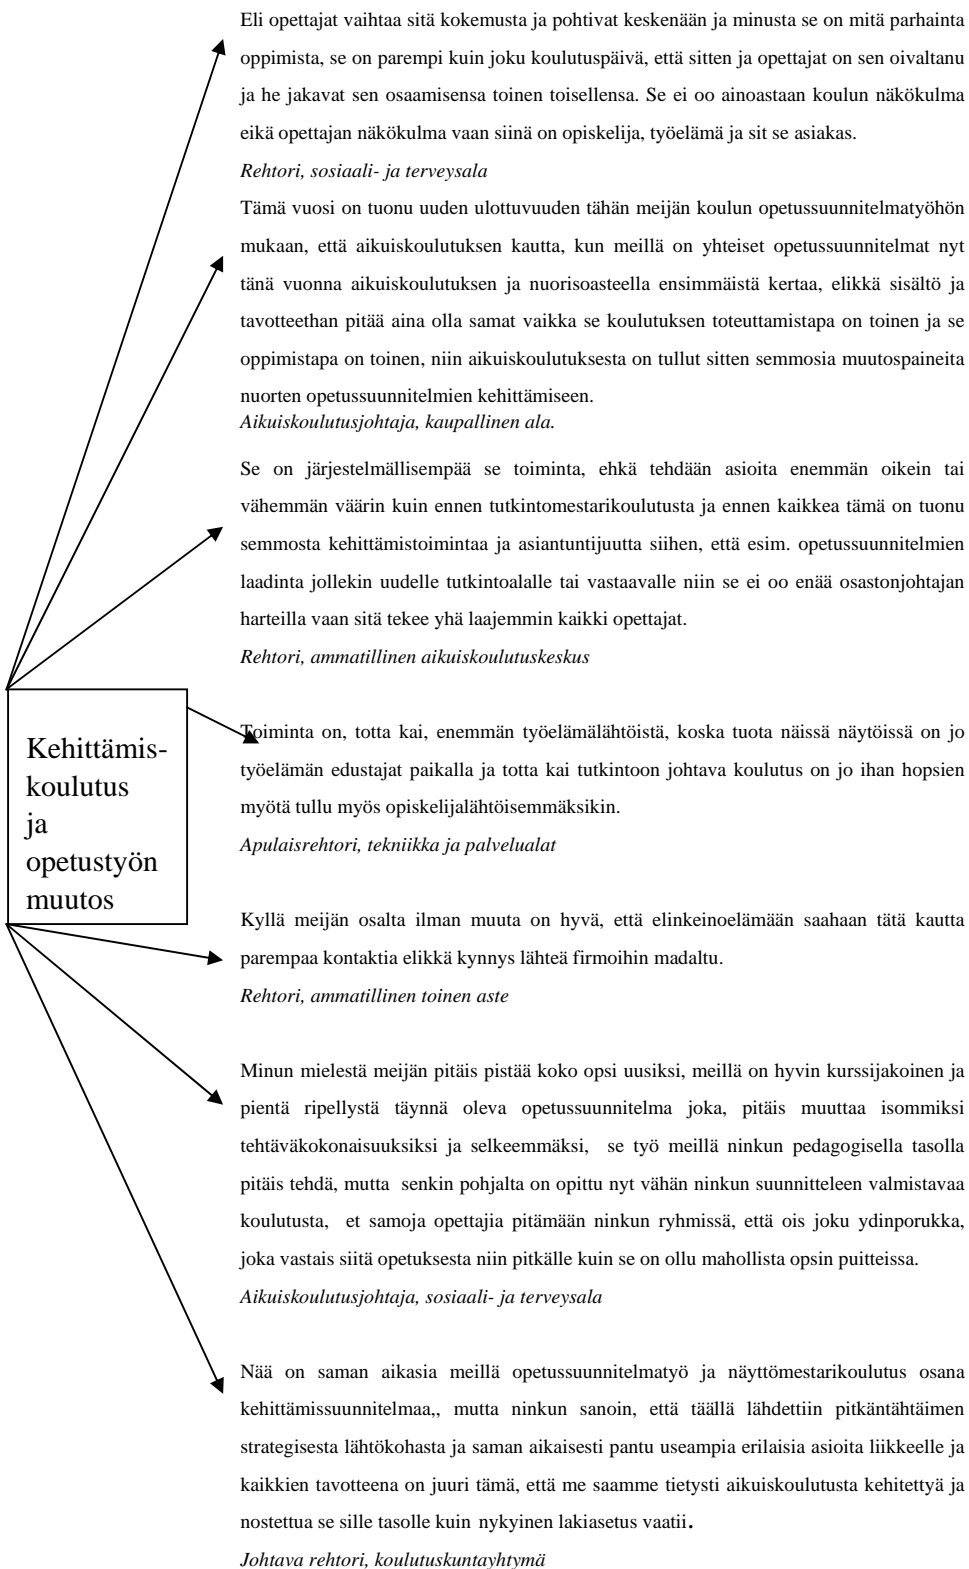 Eli opettajat vaihtaa sitä kokemusta ja pohtivat keskenään ja minusta se on mitä parhainta
oppimista, se on parempi kuin joku koulutuspäivä, että sitten ja opettajat on sen oivaltanu
ja he jakavat sen osaamisensa toinen toisellensa. Se ei oo ainoastaan koulun näkökulma
eikä opettajan näkökulma vaan siinä on opiskelija, työelämä ja sit se asiakas.
Rehtori, sosiaali- ja terveysala
Tämä vuosi on tuonu uuden ulottuvuuden tähän meijän koulun opetussuunnitelmatyöhön
mukaan, että aikuiskoulutuksen kautta, kun meillä on yhteiset opetussuunnitelmat nyt
tänä vuonna aikuiskoulutuksen ja nuorisoasteella ensimmäistä kertaa, elikkä sisältö ja
tavotteethan pitää aina olla samat vaikka se koulutuksen toteuttamistapa on toinen ja se
oppimistapa on toinen, niin aikuiskoulutuksesta on tullut sitten semmosia muutospaineita
nuorten opetussuunnitelmien kehittämiseen.
Aikuiskoulutusjohtaja, kaupallinen ala.
Se on järjestelmällisempää se toiminta, ehkä tehdään asioita enemmän oikein tai
vähemmän väärin kuin ennen tutkintomestarikoulutusta ja ennen kaikkea tämä on tuonu
semmosta kehittämistoimintaa ja asiantuntijuutta siihen, että esim. opetussuunnitelmien
laadinta jollekin uudelle tutkintoalalle tai vastaavalle niin se ei oo enää osastonjohtajan
harteilla vaan sitä tekee yhä laajemmin kaikki opettajat.
Rehtori, ammatillinen aikuiskoulutuskeskus
Kehittämis-
koulutus
ja
opetustyön
muutos
Toiminta on, totta kai, enemmän työelämälähtöistä, koska tuota näissä näytöissä on jo
työelämän edustajat paikalla ja totta kai tutkintoon johtava koulutus on jo ihan hopsien
myötä tullu myös opiskelijalähtöisemmäksikin.
Apulaisrehtori, tekniikka ja palvelualat
Kyllä meijän osalta ilman muuta on hyvä, että elinkeinoelämään saahaan tätä kautta
parempaa kontaktia elikkä kynnys lähteä firmoihin madaltu.
Rehtori, ammatillinen toinen aste
Minun mielestä meijän pitäis pistää koko opsi uusiksi, meillä on hyvin kurssijakoinen ja
pientä ripellystä täynnä oleva opetussuunnitelma joka, pitäis muuttaa isommiksi
tehtäväkokonaisuuksiksi ja selkeemmäksi, se työ meillä ninkun pedagogisella tasolla
pitäis tehdä, mutta senkin pohjalta on opittu nyt vähän ninkun suunnitteleen valmistavaa
koulutusta, et samoja opettajia pitämään ninkun ryhmissä, että ois joku ydinporukka,
joka vastais siitä opetuksesta niin pitkälle kuin se on ollu mahollista opsin puitteissa.
Aikuiskoulutusjohtaja, sosiaali- ja terveysala
Nää on saman aikasia meillä opetussuunnitelmatyö ja näyttömestarikoulutus osana
kehittämissuunnitelmaa,, mutta ninkun sanoin, että täällä lähdettiin pitkäntähtäimen
strategisesta lähtökohasta ja saman aikaisesti pantu useampia erilaisia asioita liikkeelle ja
kaikkien tavotteena on juuri tämä, että me saamme tietysti aikuiskoulutusta kehitettyä ja
nostettua se sille tasolle kuin nykyinen lakiasetus vaatii.
Johtava rehtori, koulutuskuntayhtymä